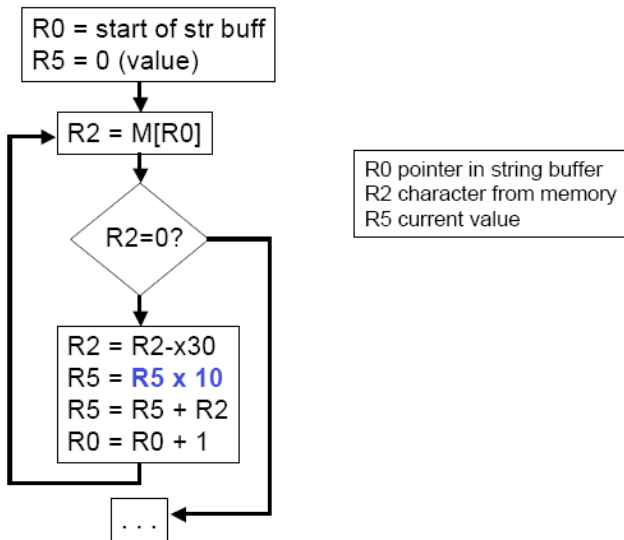 R0 = start of str buff
R5 = 0 (value)
R2 = M[R0]
R2=0?
R2 = R2-x30
R5 = R5 x 10
R5 = R5 + R2
R0 = R0 + 1
. . .
R0 pointer in string buffer
R2 character from memory
R5 current value